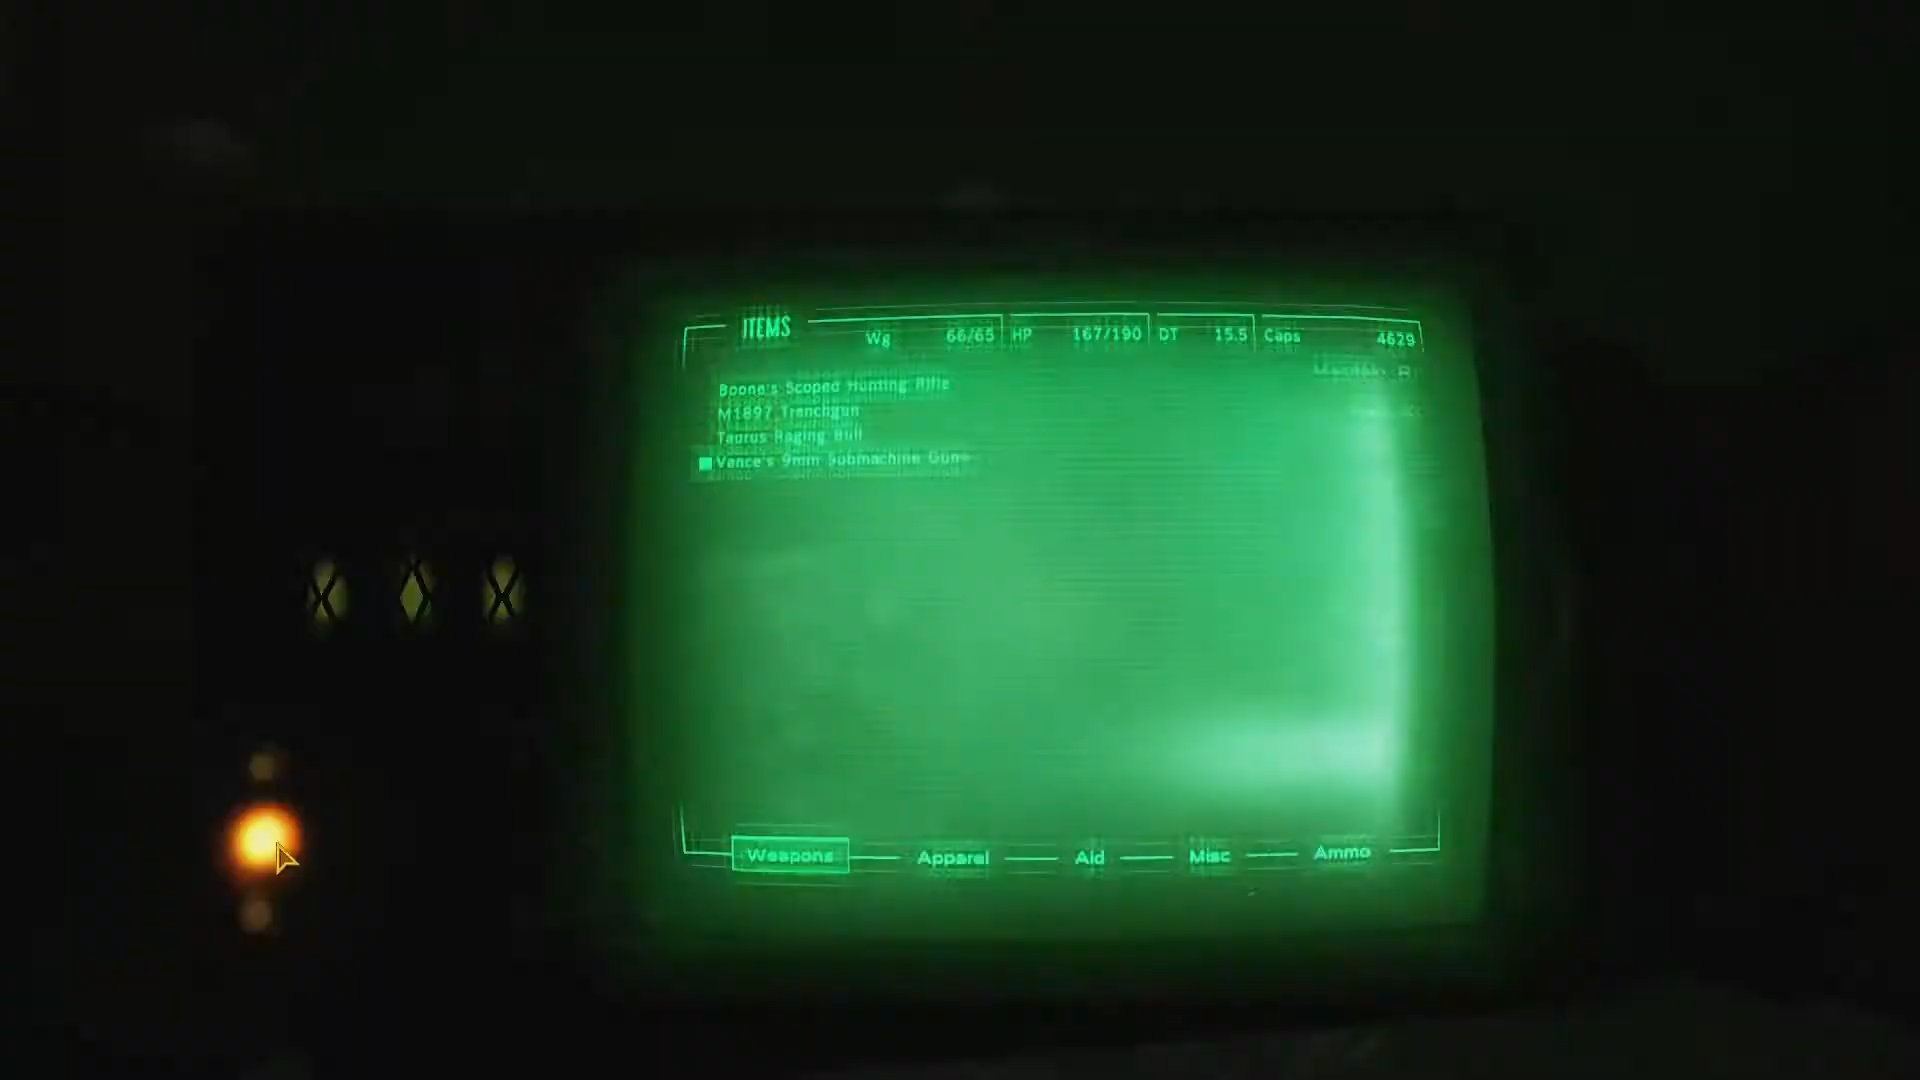 ITEMS Wg 66/65 HP 167/190 DT 15.5 Caps 4629
Boone's Scoped Hunting Rifle
M1897 Trenchgun
Taurus Raging Bull
Vance's 9mm Submachine Gun+
Weapons Apparel Aid Misc Ammo